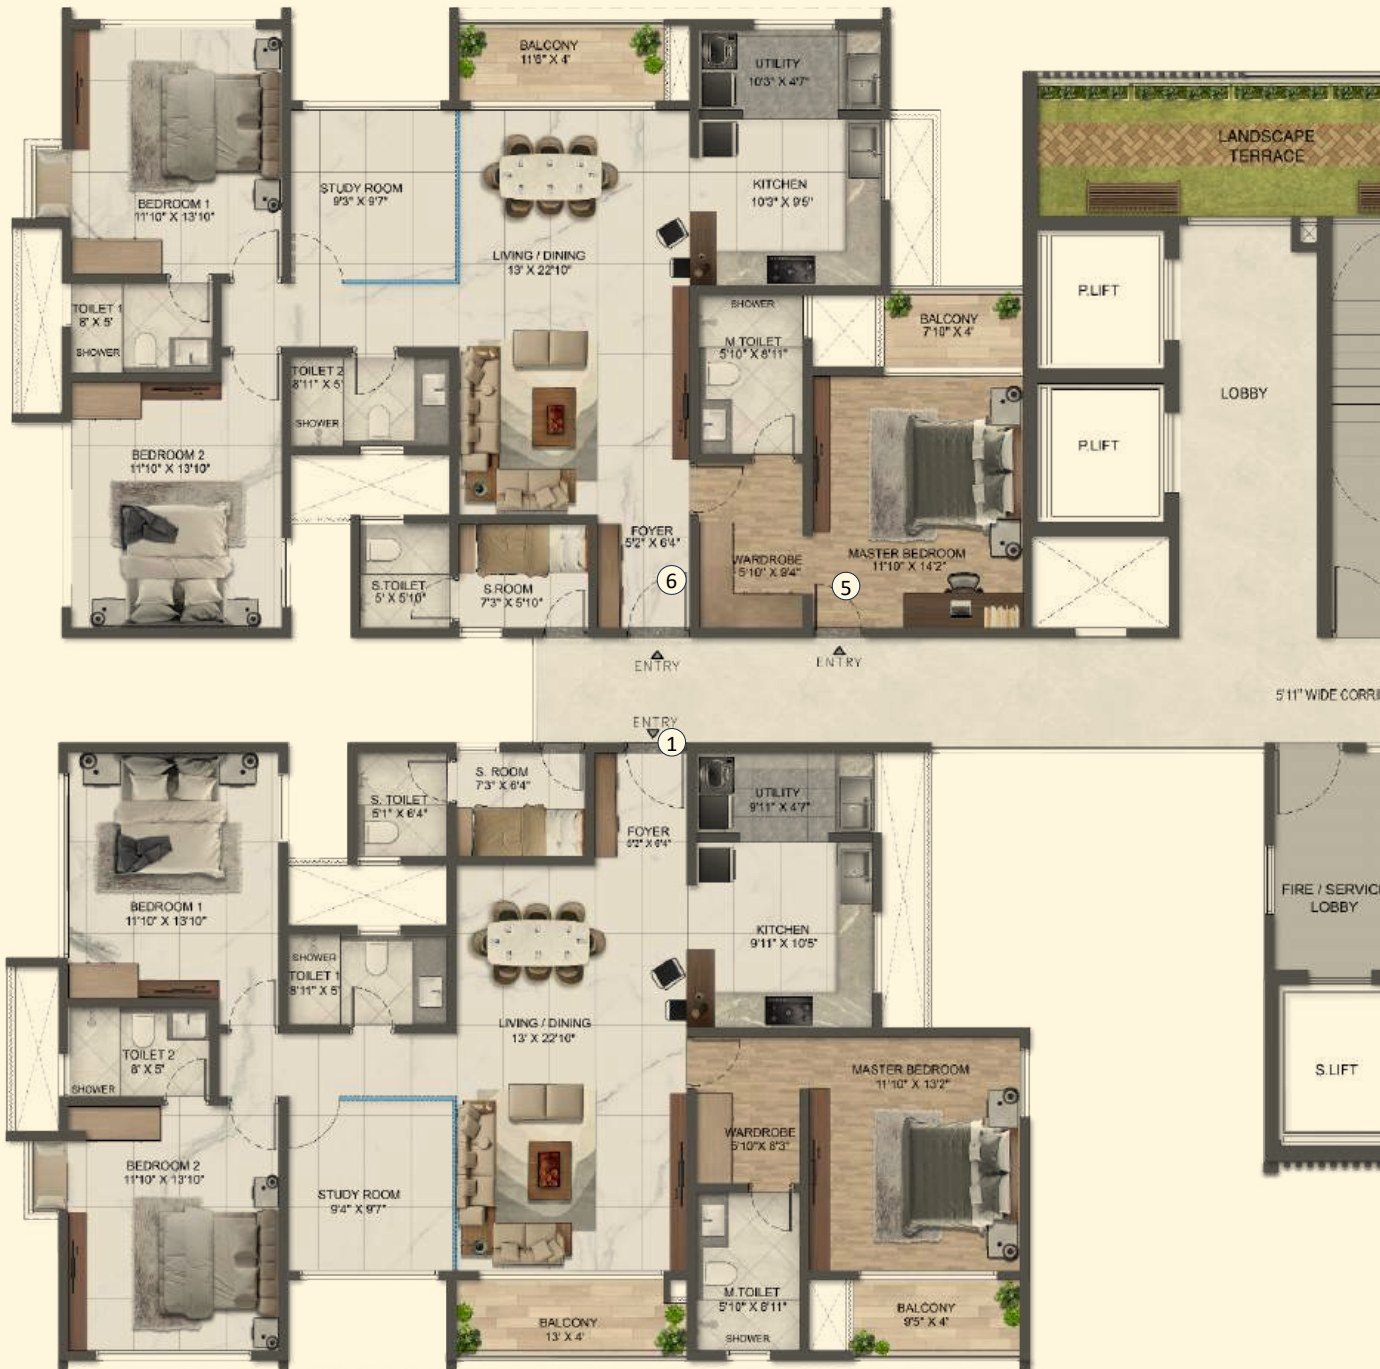 BALCONY
11'6" X 4'
UTILITY
10'3" X 4'7"
LANDSCAPE
TERRACE
STUDY ROOM
9'3" X 9'7"
KITCHEN
10'3" X 9'5"
BEDROOM 1
11'10" X 13'10"
LIVING / DINING
13' X 22'10"
P.LIFT
TOILET 1
8' X 5'
SHOWER
SHOWER
M.TOILET
5'10" X 8'11"
BALCONY
7'10" X 4'
TOILET 2
8'11" X 5'
SHOWER
LOBBY
P.LIFT
BEDROOM 2
11'10" X 13'10"
FOYER
5'2" X 6'4"
WARDROBE
5'10" X 9'4"
MASTER BEDROOM
11'10" X 14'2"
S.TOILET
5' X 5'10"
S.ROOM
7'3" X 5'10"
6
5
ENTRY
ENTRY
5'11" WIDE CORRI
ENTRY
1
S. ROOM
7'3" X 6'4"
S. TOILET
5'1" X 6'4"
UTILITY
9'11" X 4'7"
FOYER
5'2" X 6'4"
BEDROOM 1
11'10" X 13'10"
KITCHEN
9'11" X 10'5"
FIRE / SERVICE
LOBBY
SHOWER
TOILET 1
8'11" X 5'
LIVING / DINING
13' X 22'10"
TOILET 2
8' X 5'
SHOWER
MASTER BEDROOM
11'10" X 13'2"
S.LIFT
WARDROBE
5'10" X 8'3"
BEDROOM 2
11'10" X 13'10"
STUDY ROOM
9'4" X 9'7"
M.TOILET
5'10" X 8'11"
SHOWER
BALCONY
13' X 4'
BALCONY
9'5" X 4'